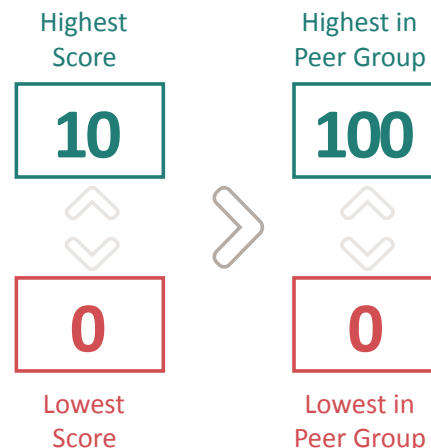 Highest
Score
10
0
Lowest
Score
Highest in
Peer Group
100
0
Lowest in
Peer Group